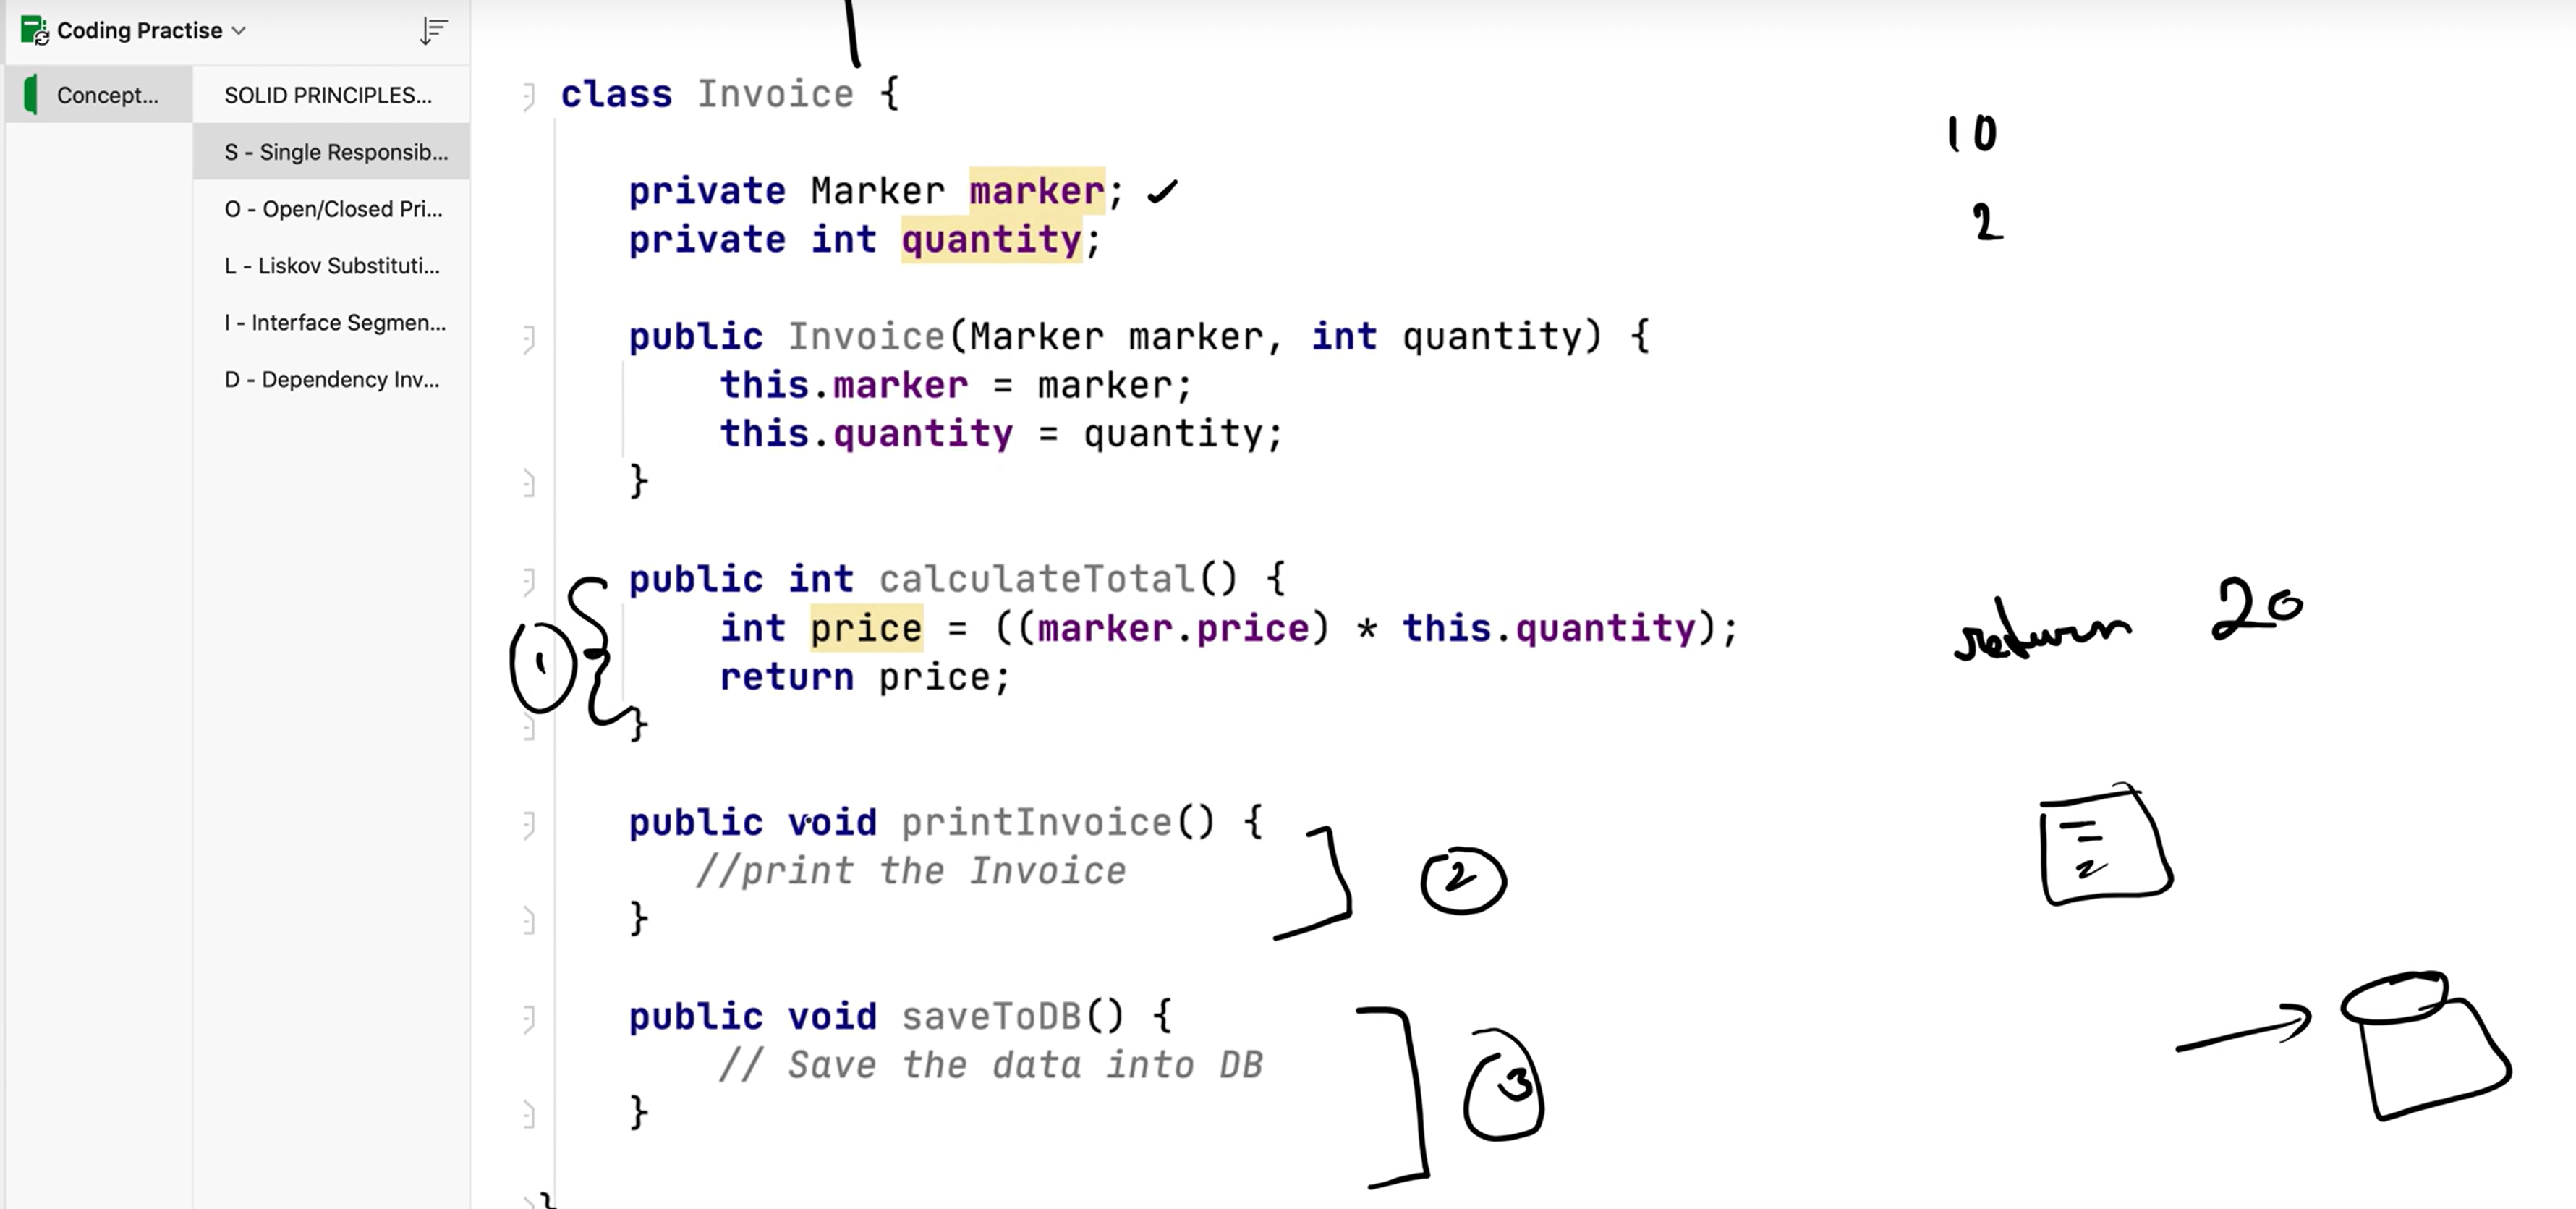 Coding Practise
Concept...
SOLID PRINCIPLES...
S - Single Responsib...
O - Open/Closed Pri...
L - Liskov Substituti...
I - Interface Segmen...
D - Dependency Inv...
class Invoice {
10
private Marker marker;
private int quantity;
2
public Invoice(Marker marker, int quantity) {
this.marker = marker;
this.quantity = quantity;
}
public int calculateTotal() {
int price = ((marker.price) * this.quantity);
return price;
}
1
return 20
public void printInvoice() {
//print the Invoice
}
2
public void saveToDB() {
// Save the data into DB
}
3
}